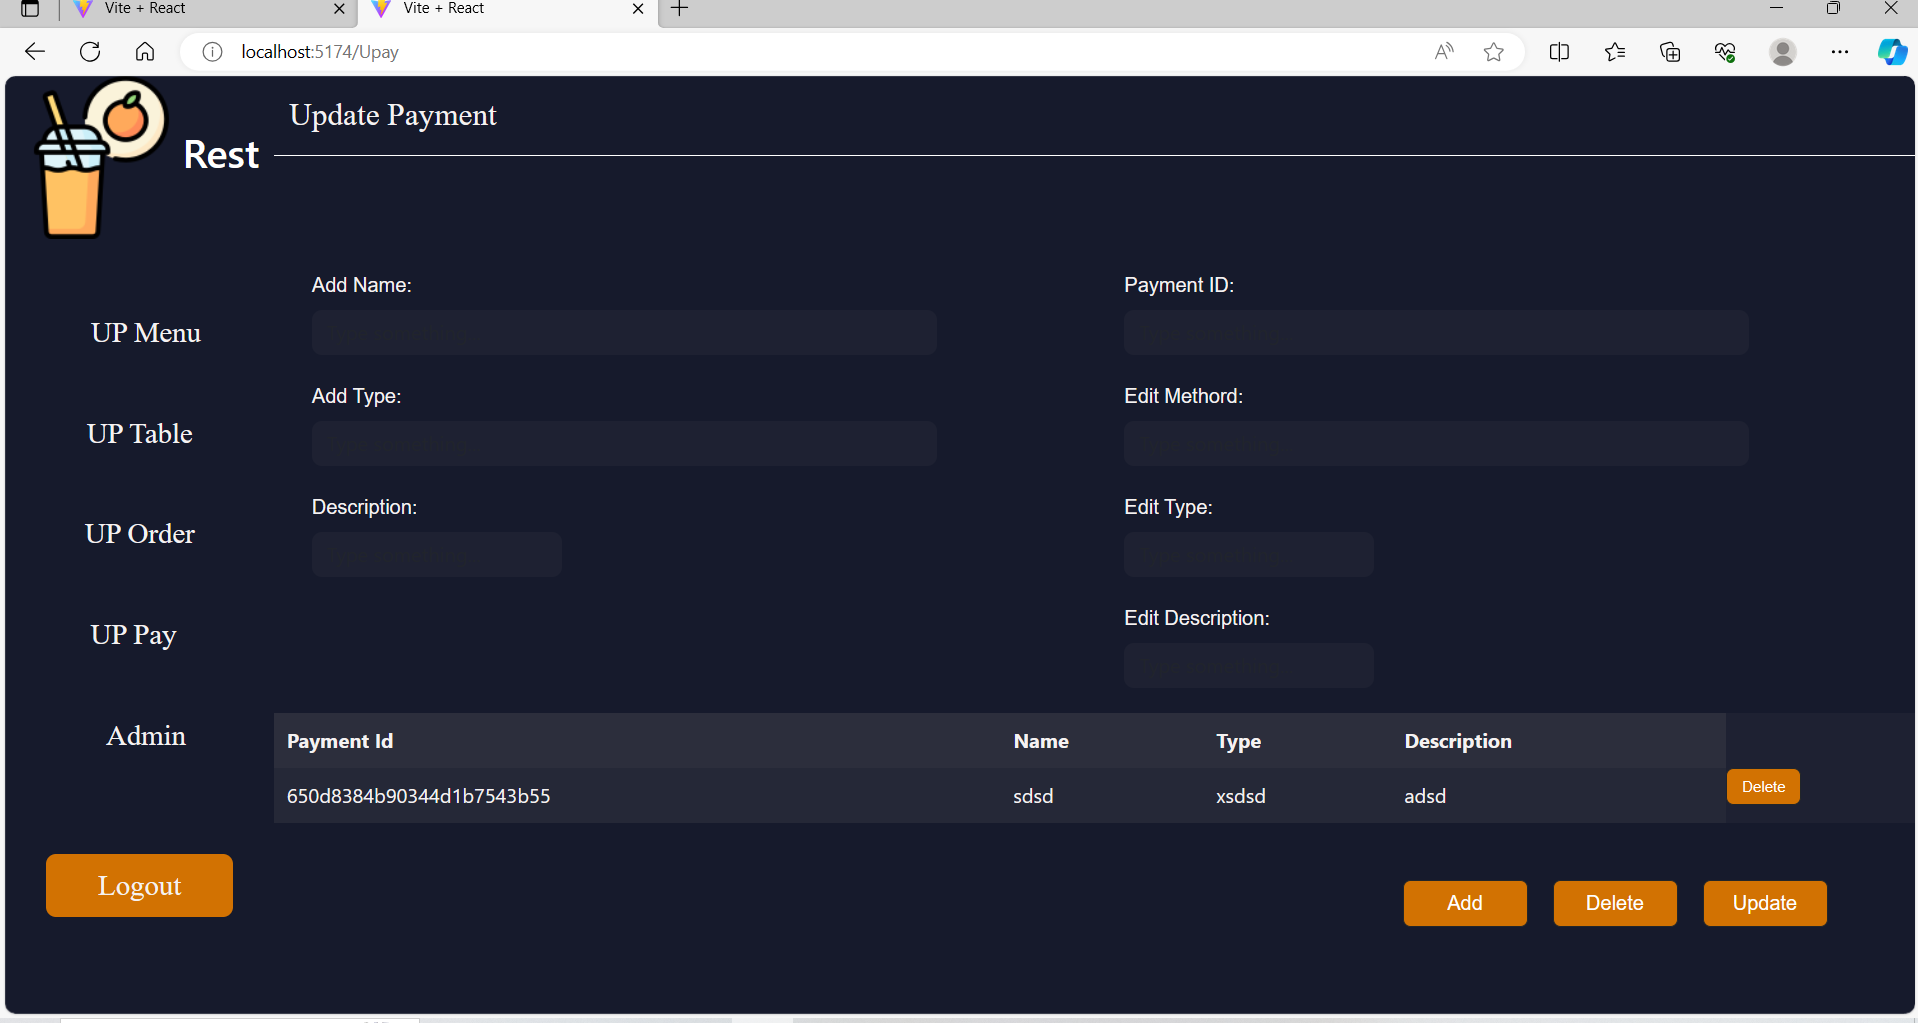 Vite + React
Vite + React
localhost:5174/Upay
Update Payment
Rest
Add Name:
Payment ID:
UP Menu
Add Type:
Edit Methord:
UP Table
Description:
Edit Type:
UP Order
Edit Description:
UP Pay
Admin
Payment Id Name Type Description
650d8384b90344d1b7543b55 sdsd xsdsd adsd
Delete
Logout
Add
Delete
Update